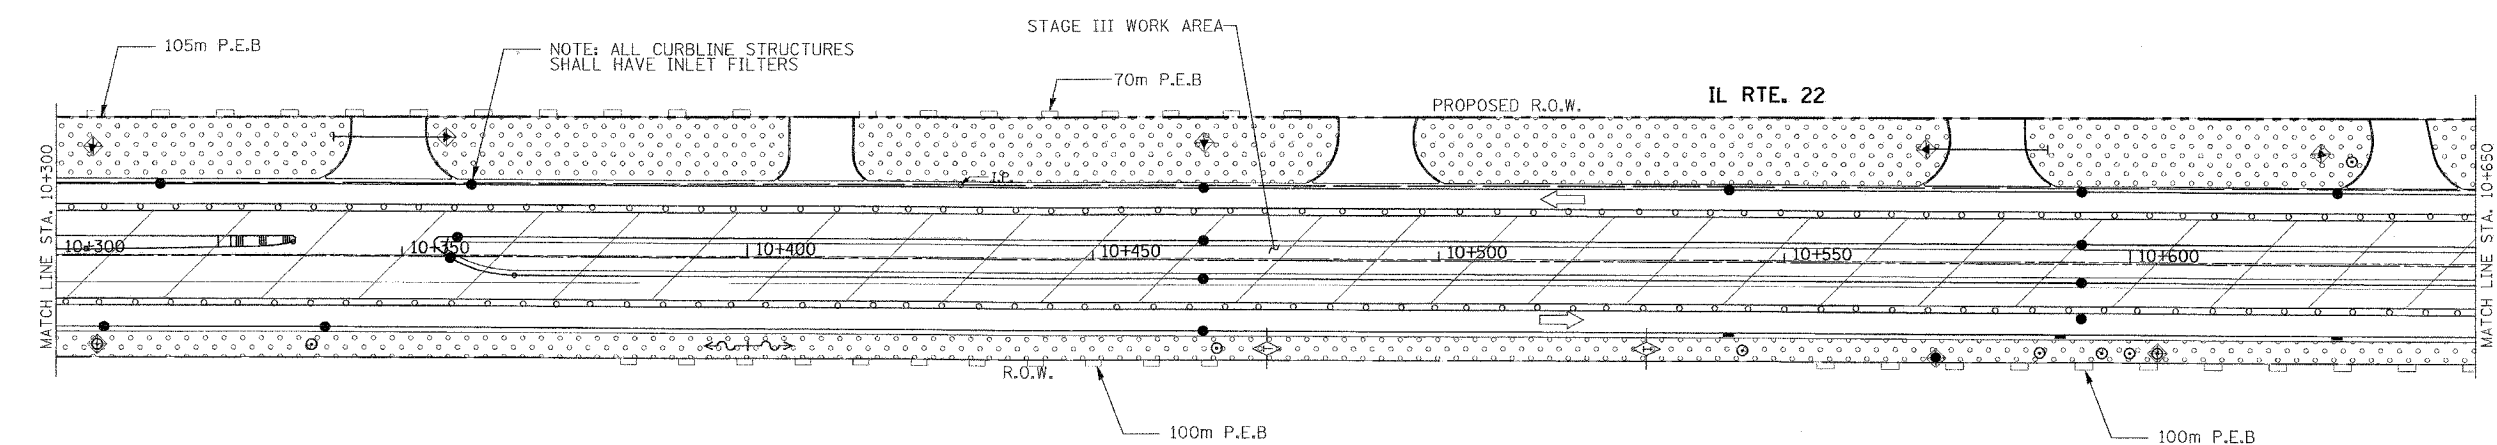 STAGE III WORK AREA
105m P.E.B
NOTE: ALL CURBLINE STRUCTURES
SHALL HAVE INLET FILTERS
70m P.E.B
PROPOSED R.O.W.
IL RTE. 22
MATCH LINE STA. 10+300
MATCH LINE STA. 10+650
10+300
10+350
10+400
10+450
10+500
10+550
10+600
R.O.W.
100m P.E.B
100m P.E.B